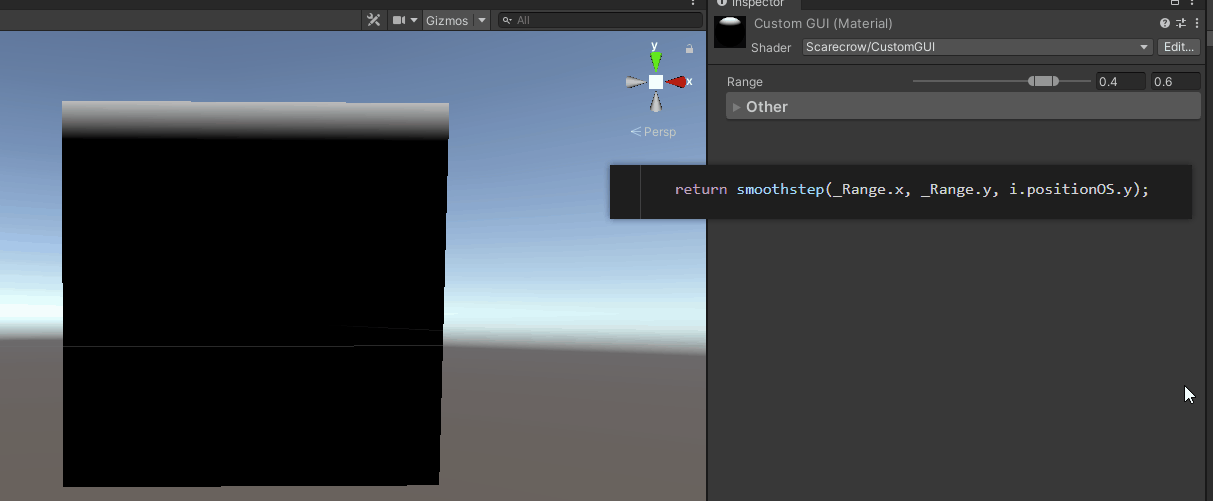 Gizmos
All
y
x
Persp
Inspector
Custom GUI (Material)
Shader
Scarecrow/CustomGUI
Edit...
Range
0.4
0.6
Other
return smoothstep(_Range.x, _Range.y, i.positionOS.y);